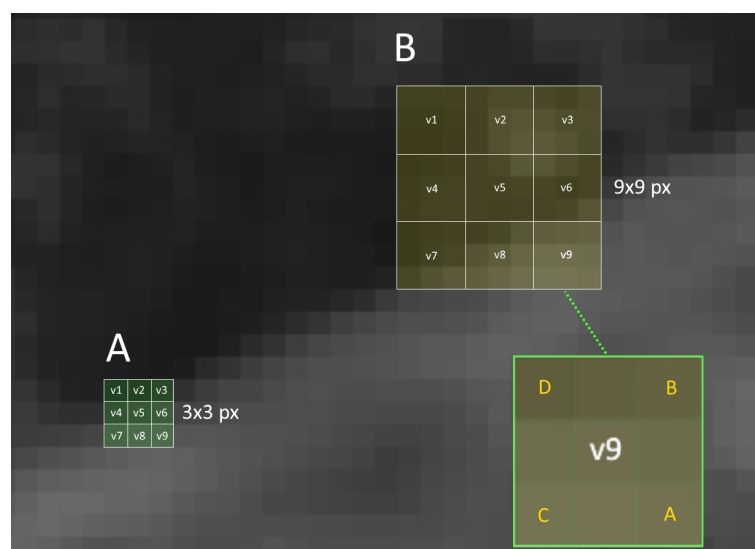 B
v1 v2 v3
v4 v5 v6
9x9 px
v7 v8 v9
A
v1 v2 v3
v4 v5 v6
3x3 px
v7 v8 v9
D B
v9
C A